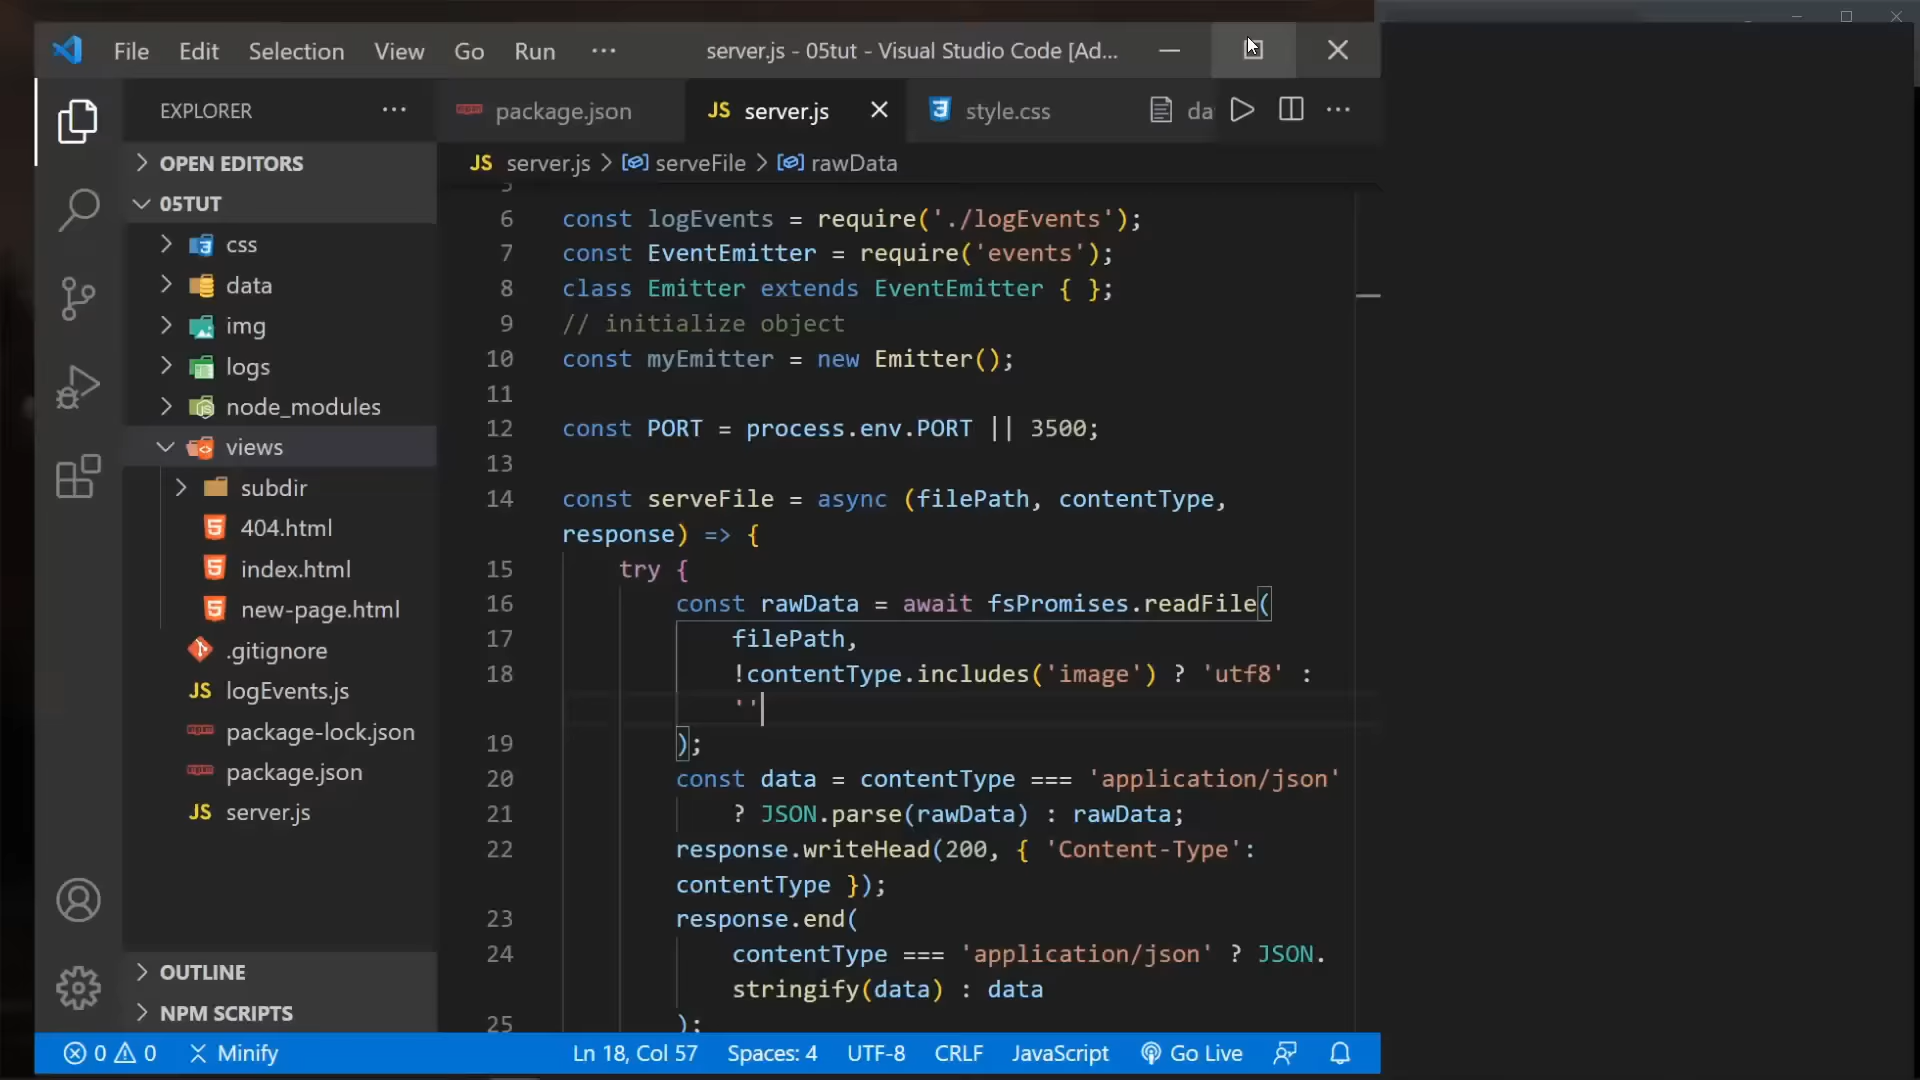 File Edit Selection View Go Run ···
server.js - 05tut - Visual Studio Code [Ad...
EXPLORER
package.json
JS server.js
style.css
JS server.js > serveFile > rawData
OPEN EDITORS
05TUT
css
data
img
logs
node_modules
views
subdir
404.html
index.html
new-page.html
.gitignore
JS logEvents.js
package-lock.json
package.json
JS server.js
OUTLINE
NPM SCRIPTS
6 const logEvents = require('./logEvents');
7 const EventEmitter = require('events');
8 class Emitter extends EventEmitter { };
9 // initialize object
10 const myEmitter = new Emitter();
11
12 const PORT = process.env.PORT || 3500;
13
14 const serveFile = async (filePath, contentType,
response) => {
15 try {
16 const rawData = await fsPromises.readFile(
17 filePath,
18 !contentType.includes('image') ? 'utf8' :
''
19 );
20 const data = contentType === 'application/json'
21 ? JSON.parse(rawData) : rawData;
22 response.writeHead(200, { 'Content-Type':
contentType });
23 response.end(
24 contentType === 'application/json' ? JSON.
stringify(data) : data
25 );
0 0 Minify Ln 18, Col 57 Spaces: 4 UTF-8 CRLF JavaScript Go Live